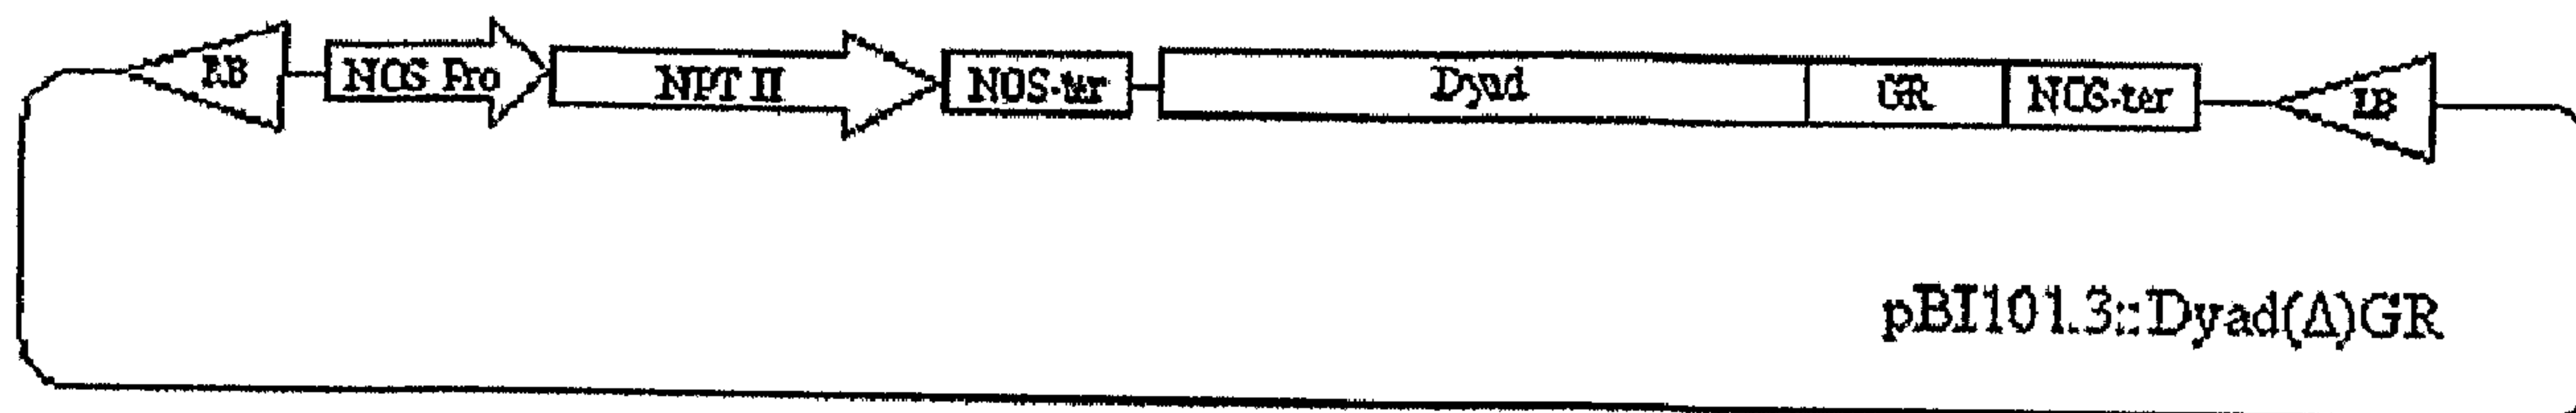 RB NOS Pro NPT II NOS-ter Dyad GR NOS-ter LB
pBI101.3::Dyad(Δ)GR